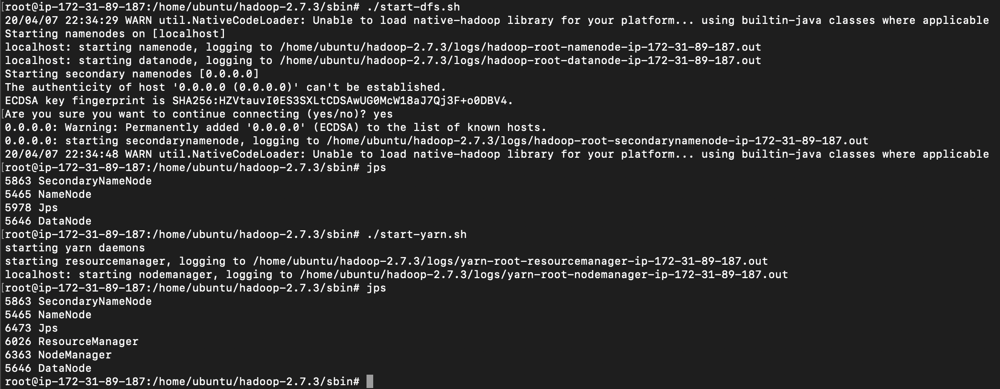 [root@ip-172-31-89-187:/home/ubuntu/hadoop-2.7.3/sbin# ./start-dfs.sh
20/04/07 22:34:29 WARN util.NativeCodeLoader: Unable to load native-hadoop library for your platform... using builtin-java classes where applicable
Starting namenodes on [localhost]
localhost: starting namenode, logging to /home/ubuntu/hadoop-2.7.3/logs/hadoop-root-namenode-ip-172-31-89-187.out
localhost: starting datanode, logging to /home/ubuntu/hadoop-2.7.3/logs/hadoop-root-datanode-ip-172-31-89-187.out
Starting secondary namenodes [0.0.0.0]
The authenticity of host '0.0.0.0 (0.0.0.0)' can't be established.
ECDSA key fingerprint is SHA256:HZVtauvI0ES3SXLtCDSAwUG0McW18aJ7Qj3F+o0DBV4.
[Are you sure you want to continue connecting (yes/no)? yes
0.0.0.0: Warning: Permanently added '0.0.0.0' (ECDSA) to the list of known hosts.
0.0.0.0: starting secondarynamenode, logging to /home/ubuntu/hadoop-2.7.3/logs/hadoop-root-secondarynamenode-ip-172-31-89-187.out
20/04/07 22:34:48 WARN util.NativeCodeLoader: Unable to load native-hadoop library for your platform... using builtin-java classes where applicable
[root@ip-172-31-89-187:/home/ubuntu/hadoop-2.7.3/sbin# jps
5863 SecondaryNameNode
5465 NameNode
5978 Jps
5646 DataNode
[root@ip-172-31-89-187:/home/ubuntu/hadoop-2.7.3/sbin# ./start-yarn.sh
starting yarn daemons
starting resourcemanager, logging to /home/ubuntu/hadoop-2.7.3/logs/yarn-root-resourcemanager-ip-172-31-89-187.out
localhost: starting nodemanager, logging to /home/ubuntu/hadoop-2.7.3/logs/yarn-root-nodemanager-ip-172-31-89-187.out
[root@ip-172-31-89-187:/home/ubuntu/hadoop-2.7.3/sbin# jps
5863 SecondaryNameNode
5465 NameNode
6473 Jps
6026 ResourceManager
6363 NodeManager
5646 DataNode
root@ip-172-31-89-187:/home/ubuntu/hadoop-2.7.3/sbin#